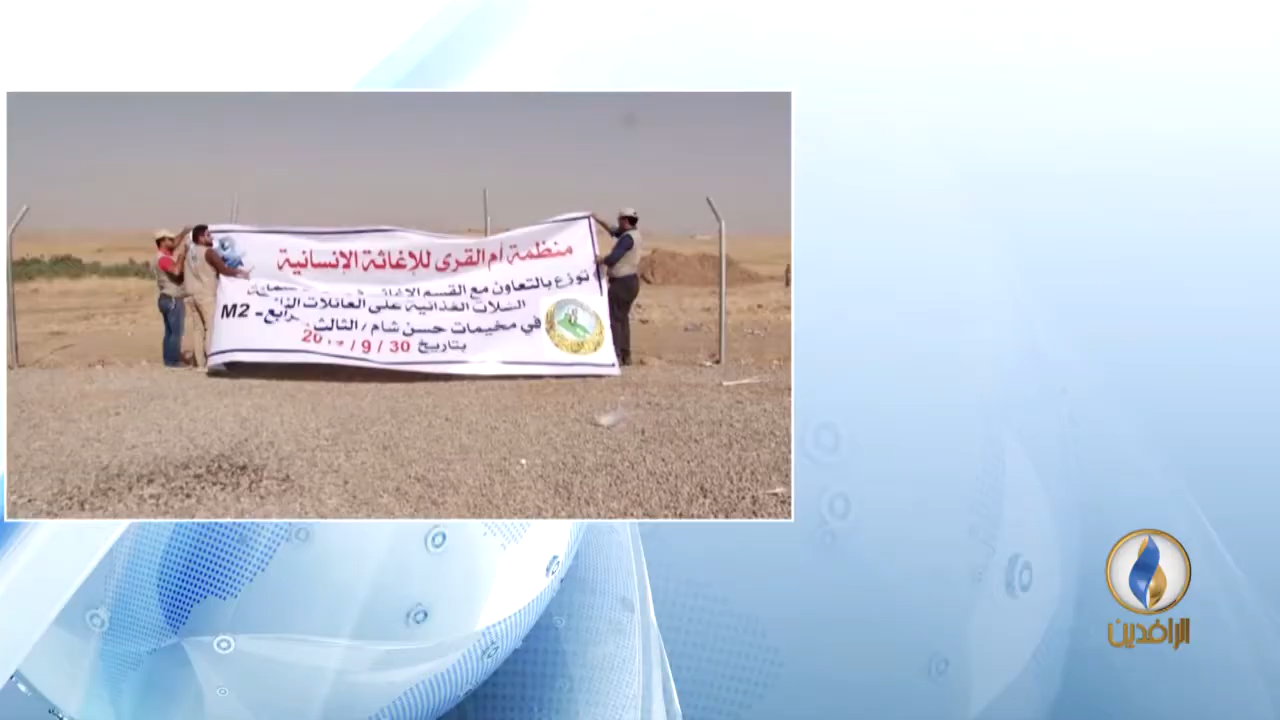 منظمة أم القرى للإغاثة الإنسانية
توزع بالتعاون مع القسم
السلات الغذائية على العائلات
في مخيمات حسن شام / الثالث M2
بتاريخ 30 / 9 /
الرافدين